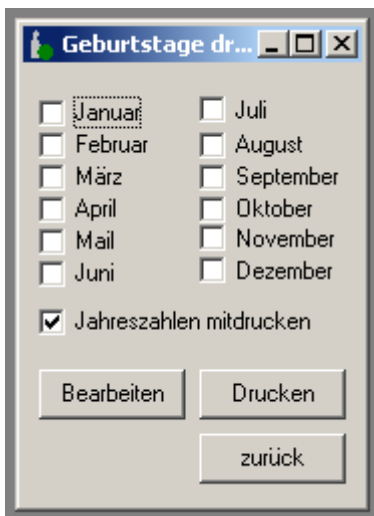 Geburtstage dr...
Januar
Februar
März
April
Mail
Juni
Juli
August
September
Oktober
November
Dezember
Jahreszahlen mitdrucken
Bearbeiten
Drucken
zurück